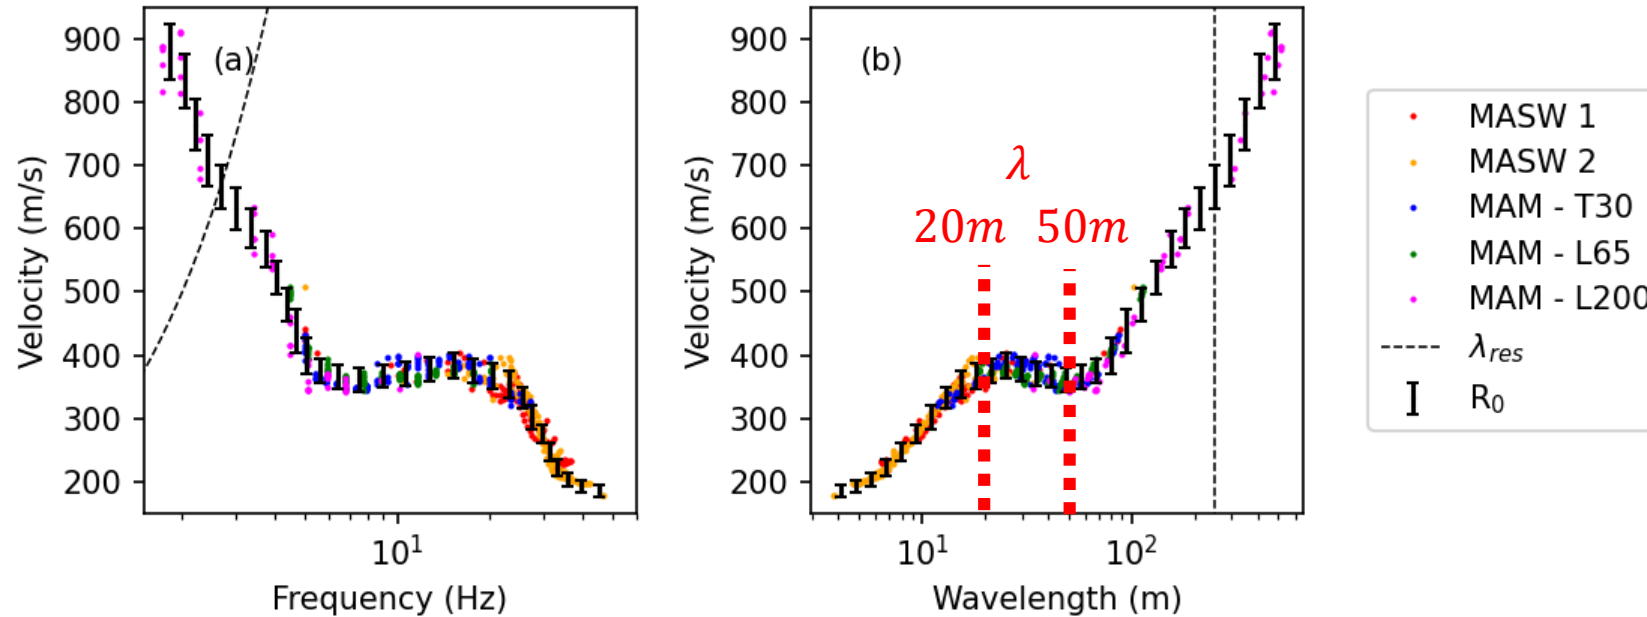 (a)
900
800
700
600
500
400
300
200
Velocity (m/s)
10¹
Frequency (Hz)
(b)
900
800
700
600
500
400
300
200
Velocity (m/s)
λ
20m 50m
10¹ 10²
Wavelength (m)
MASW 1
MASW 2
MAM - T30
MAM - L65
MAM - L200
λres
R₀